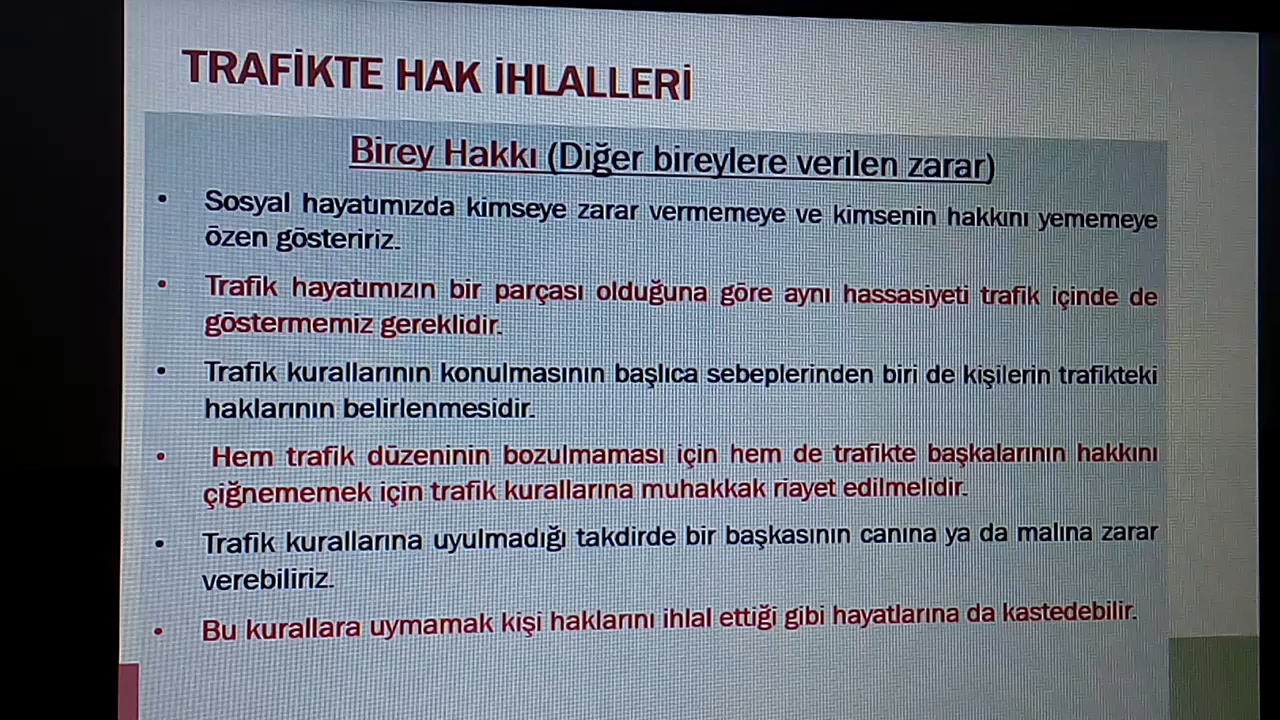 TRAFİKTE HAK İHLALLERİ
Birey Hakkı (Diğer bireylere verilen zarar)
• Sosyal hayatımızda kimseye zarar vermemeye ve kimsenin hakkını yememeye
özen gösteririz.
• Trafik hayatımızın bir parçası olduğuna göre aynı hassasiyeti trafik içinde de
göstermemiz gereklidir.
• Trafik kurallarının konulmasının başlıca sebeplerinden biri de kişilerin trafikteki
haklarının belirlenmesidir.
• Hem trafik düzeninin bozulmaması için hem de trafikte başkalarının hakkını
çiğnememek için trafik kurallarına muhakkak riayet edilmelidir.
• Trafik kurallarına uyulmadığı takdirde bir başkasının canına ya da malına zarar
verebiliriz.
• Bu kurallara uymamak kişi haklarını ihlal ettiği gibi hayatlarına da kastedebilir.